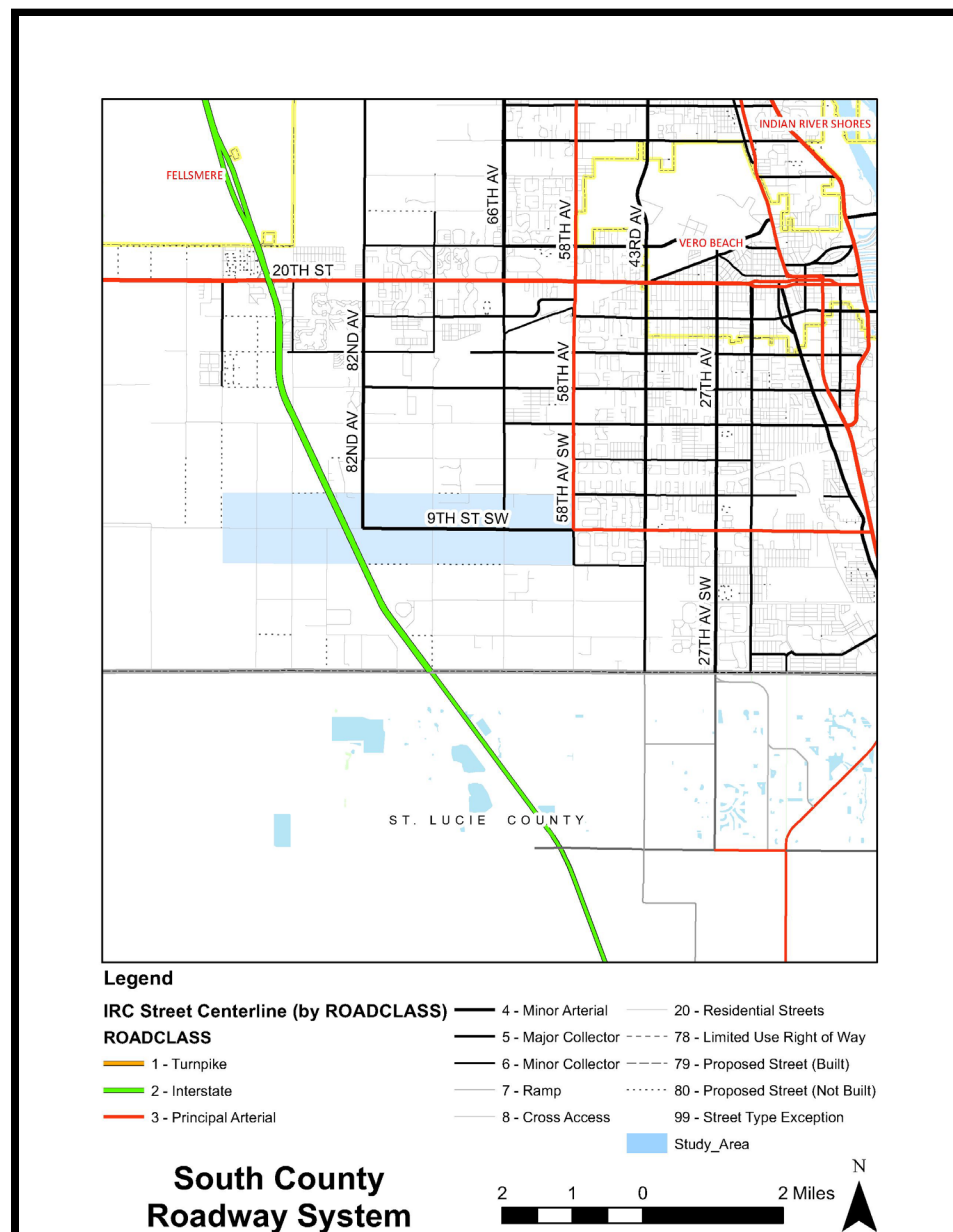 INDIAN RIVER SHORES
FELLSMERE
66TH AV
58TH AV
43RD AV
VERO BEACH
20TH ST
82ND AV
58TH AV
27TH AV
82ND AV
58TH AV SW
9TH ST SW
27TH AV SW
ST. LUCIE COUNTY
Legend
IRC Street Centerline (by ROADCLASS)
ROADCLASS
1 - Turnpike
2 - Interstate
3 - Principal Arterial
4 - Minor Arterial
5 - Major Collector
6 - Minor Collector
7 - Ramp
8 - Cross Access
20 - Residential Streets
78 - Limited Use Right of Way
79 - Proposed Street (Built)
80 - Proposed Street (Not Built)
99 - Street Type Exception
Study_Area
South County
Roadway System
2 1 0 2 Miles
N